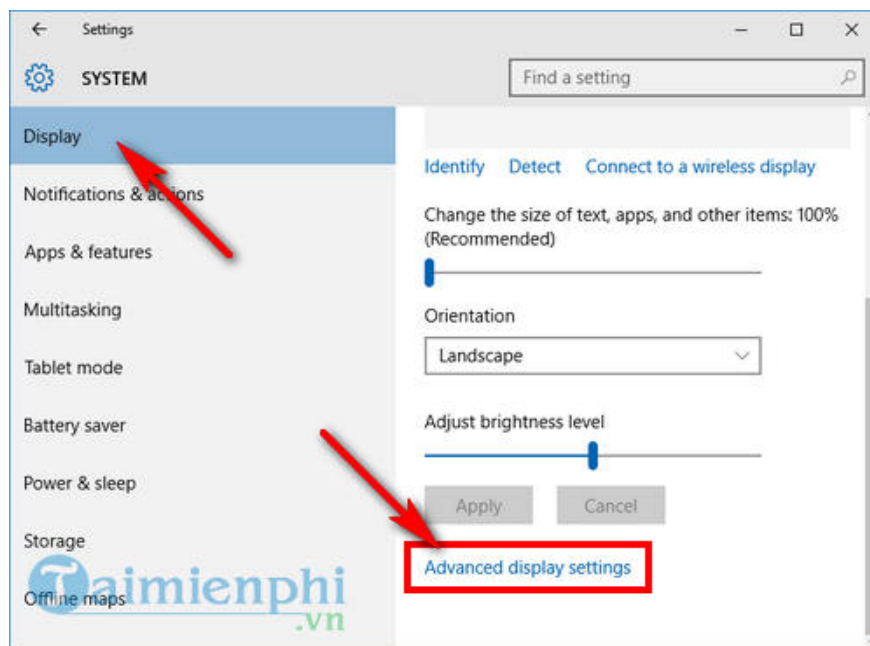 Settings
SYSTEM
Find a setting
Display
Notifications & actions
Apps & features
Multitasking
Tablet mode
Battery saver
Power & sleep
Storage
Offline maps
Identify Detect Connect to a wireless display
Change the size of text, apps, and other items: 100%
(Recommended)
Orientation
Landscape
Adjust brightness level
Apply Cancel
Advanced display settings
Taimienphi
.vn